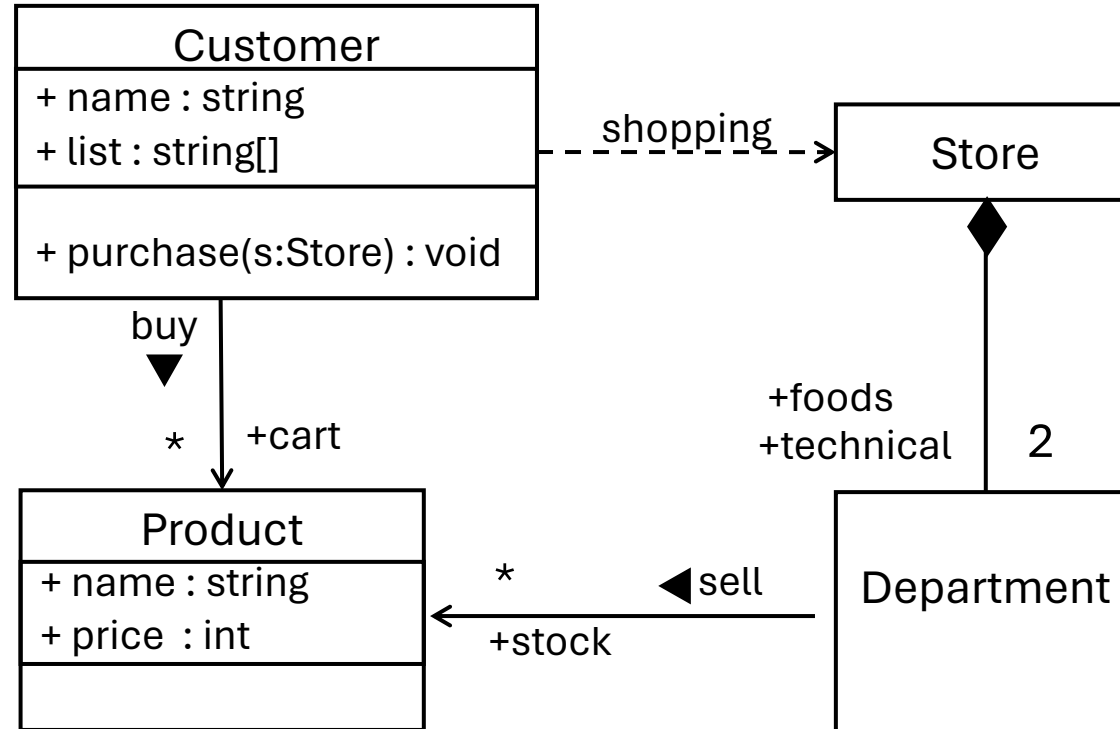 Customer
+ name : string
+ list : string[]
+ purchase(s:Store) : void
shopping
Store
buy
*
+cart
+foods
+technical
2
Product
+ name : string
+ price : int
*
sell
+stock
Department